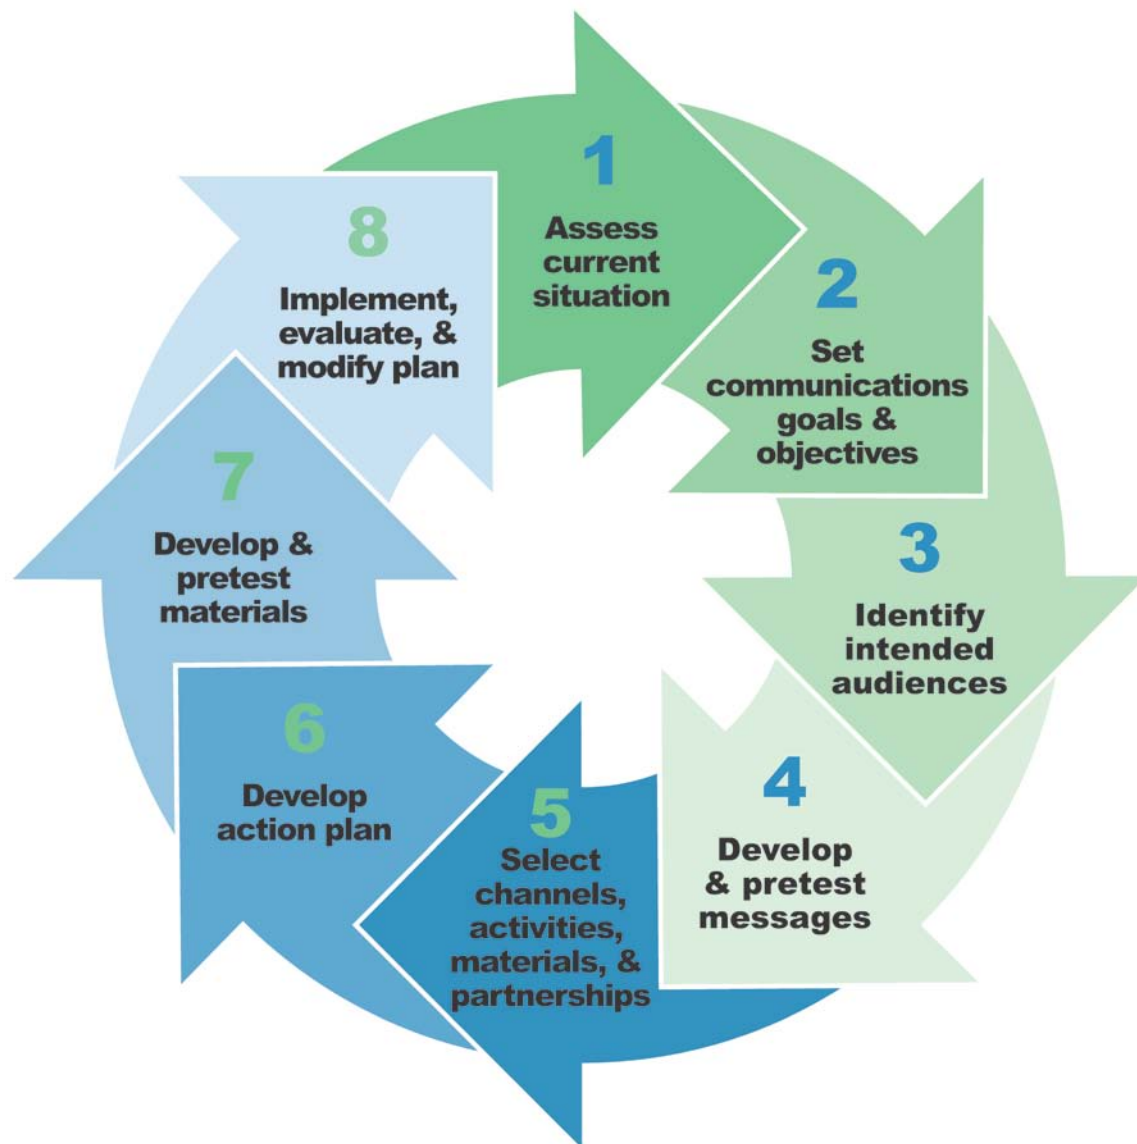 1
Assess
current
situation
2
Set
communications
goals &
objectives
3
Identify
intended
audiences
4
Develop
& pretest
messages
5
Select
channels,
activities,
materials, &
partnerships
6
Develop
action plan
7
Develop &
pretest
materials
8
Implement,
evaluate, &
modify plan